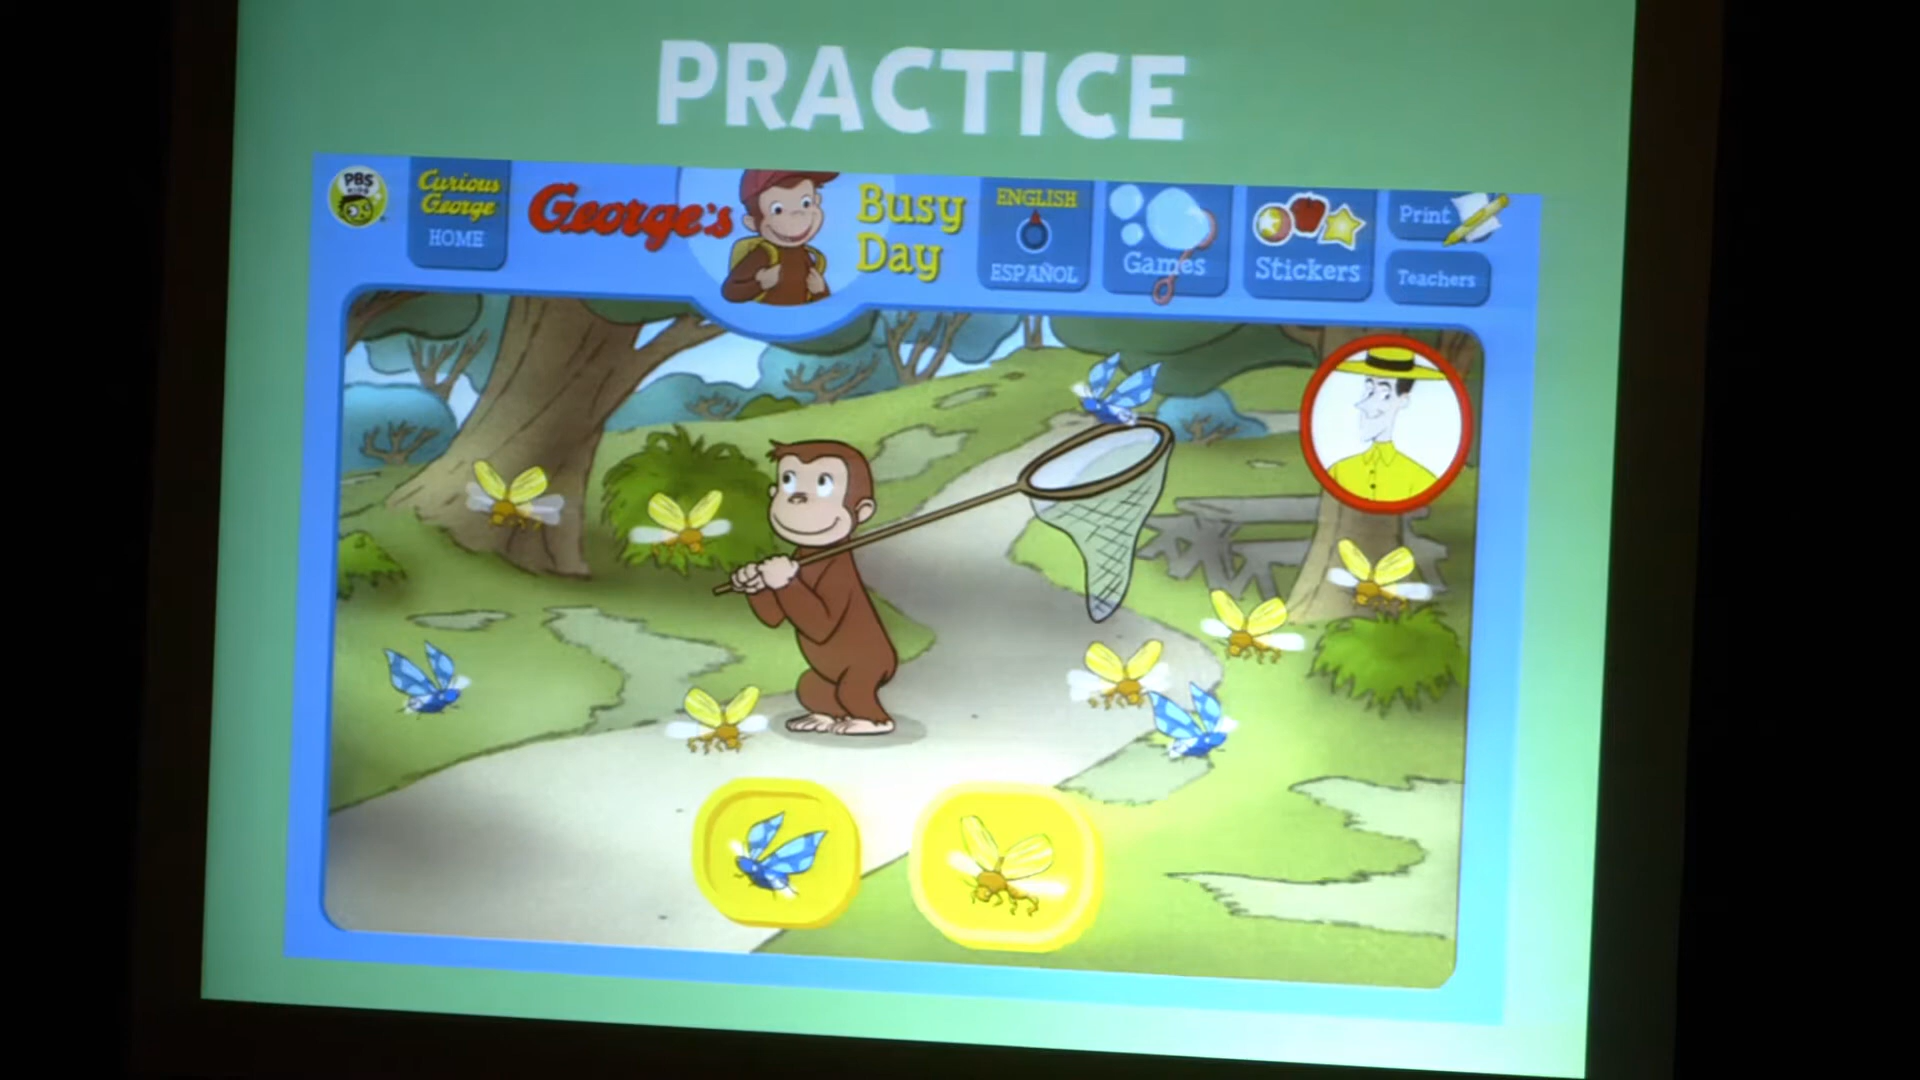 PRACTICE
PBS
KIDS
Curious
George
HOME
George's
Busy
Day
ENGLISH
ESPAÑOL
Games
Stickers
Print
Teachers